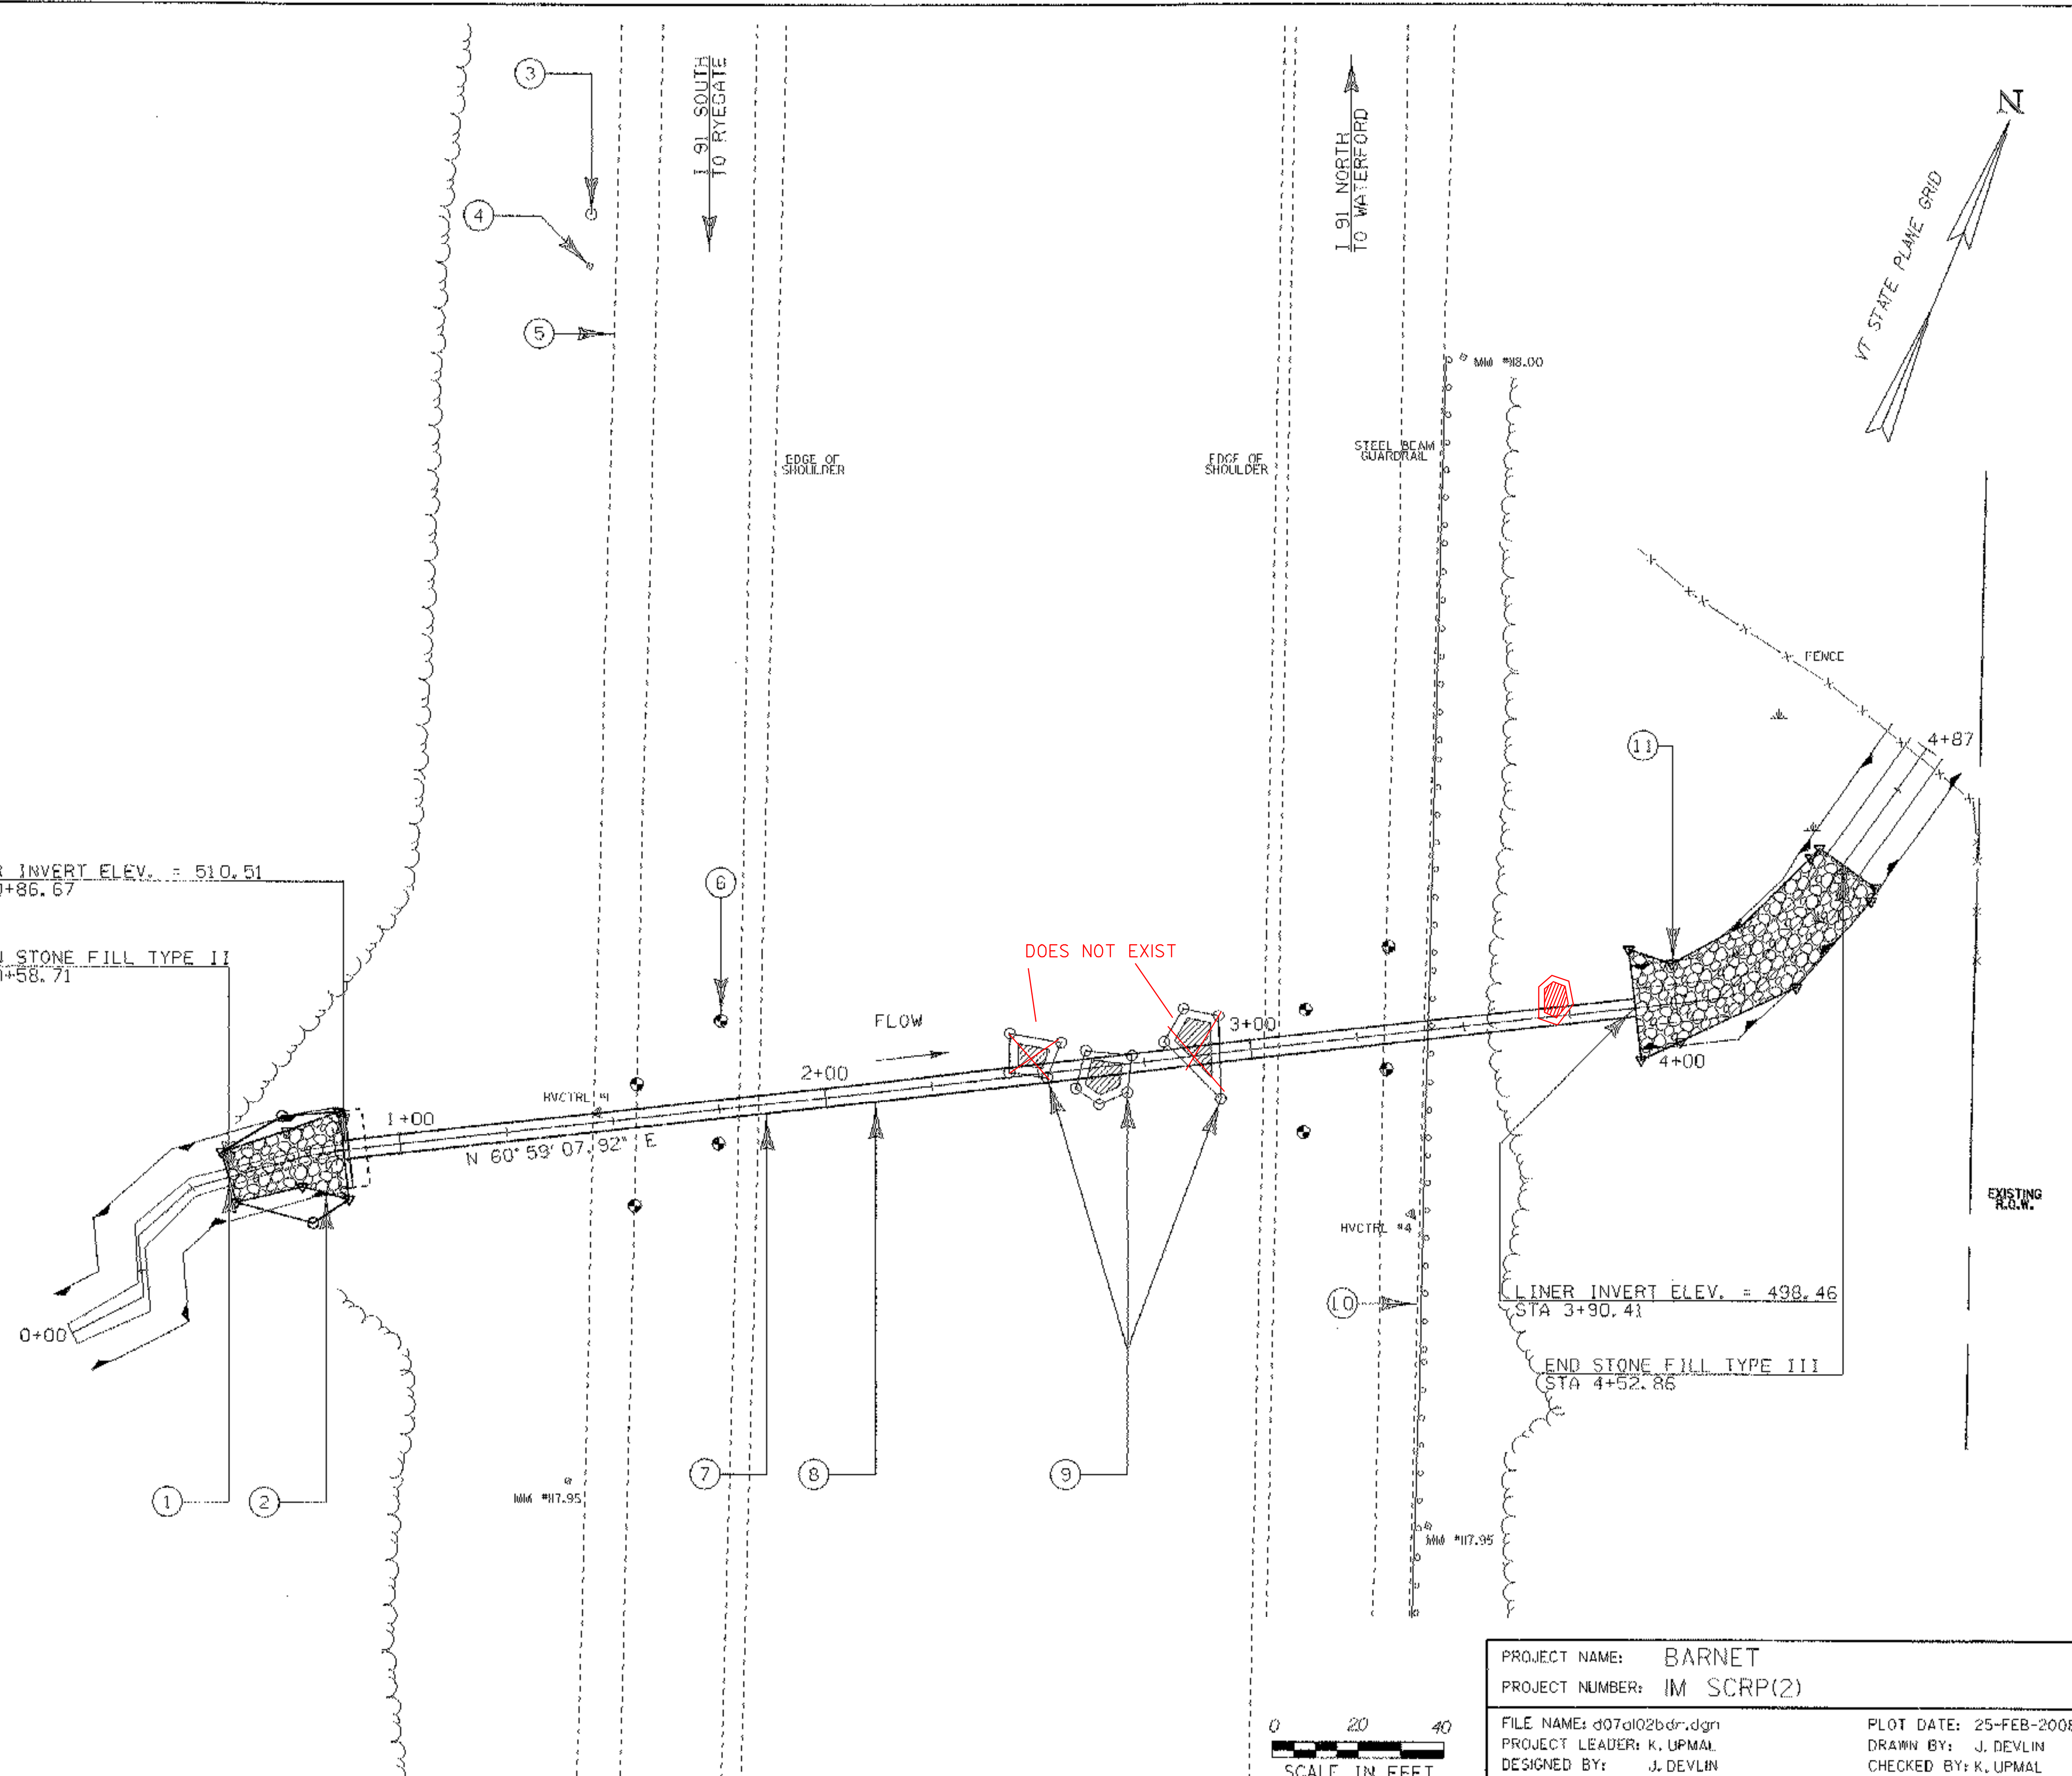 3
4
5
I 91 SOUTH
TO RYEGATE
I 91 NORTH
TO WATERFORD
N
VT STATE PLANE GRID
MM #118.00
EDGE OF
SHOULDER
EDGE OF
SHOULDER
STEEL BEAM
GUARDRAIL
FENCE
4+87
11
INVERT ELEV. = 510.51
+86.67
6
STONE FILL TYPE II
+58.71
DOES NOT EXIST
FLOW
3+00
4+00
2+00
HVCTRL
1+00
N 60° 59' 07.92" E
EXISTING
R.O.W.
HVCTRL #4
10
LINER INVERT ELEV. = 498.46
STA 3+90.41
0+00
END STONE FILL TYPE III
STA 4+52.86
7
8
9
1
2
MM #117.95
MM #117.95
PROJECT NAME: BARNET
PROJECT NUMBER: IM SCRP(2)
0 20 40
SCALE IN FEET
FILE NAME: d07a102bdr.dgn
PLOT DATE: 25-FEB-2008
PROJECT LEADER: K. UPMAL
DRAWN BY: J. DEVLIN
DESIGNED BY: J. DEVLIN
CHECKED BY: K. UPMAL